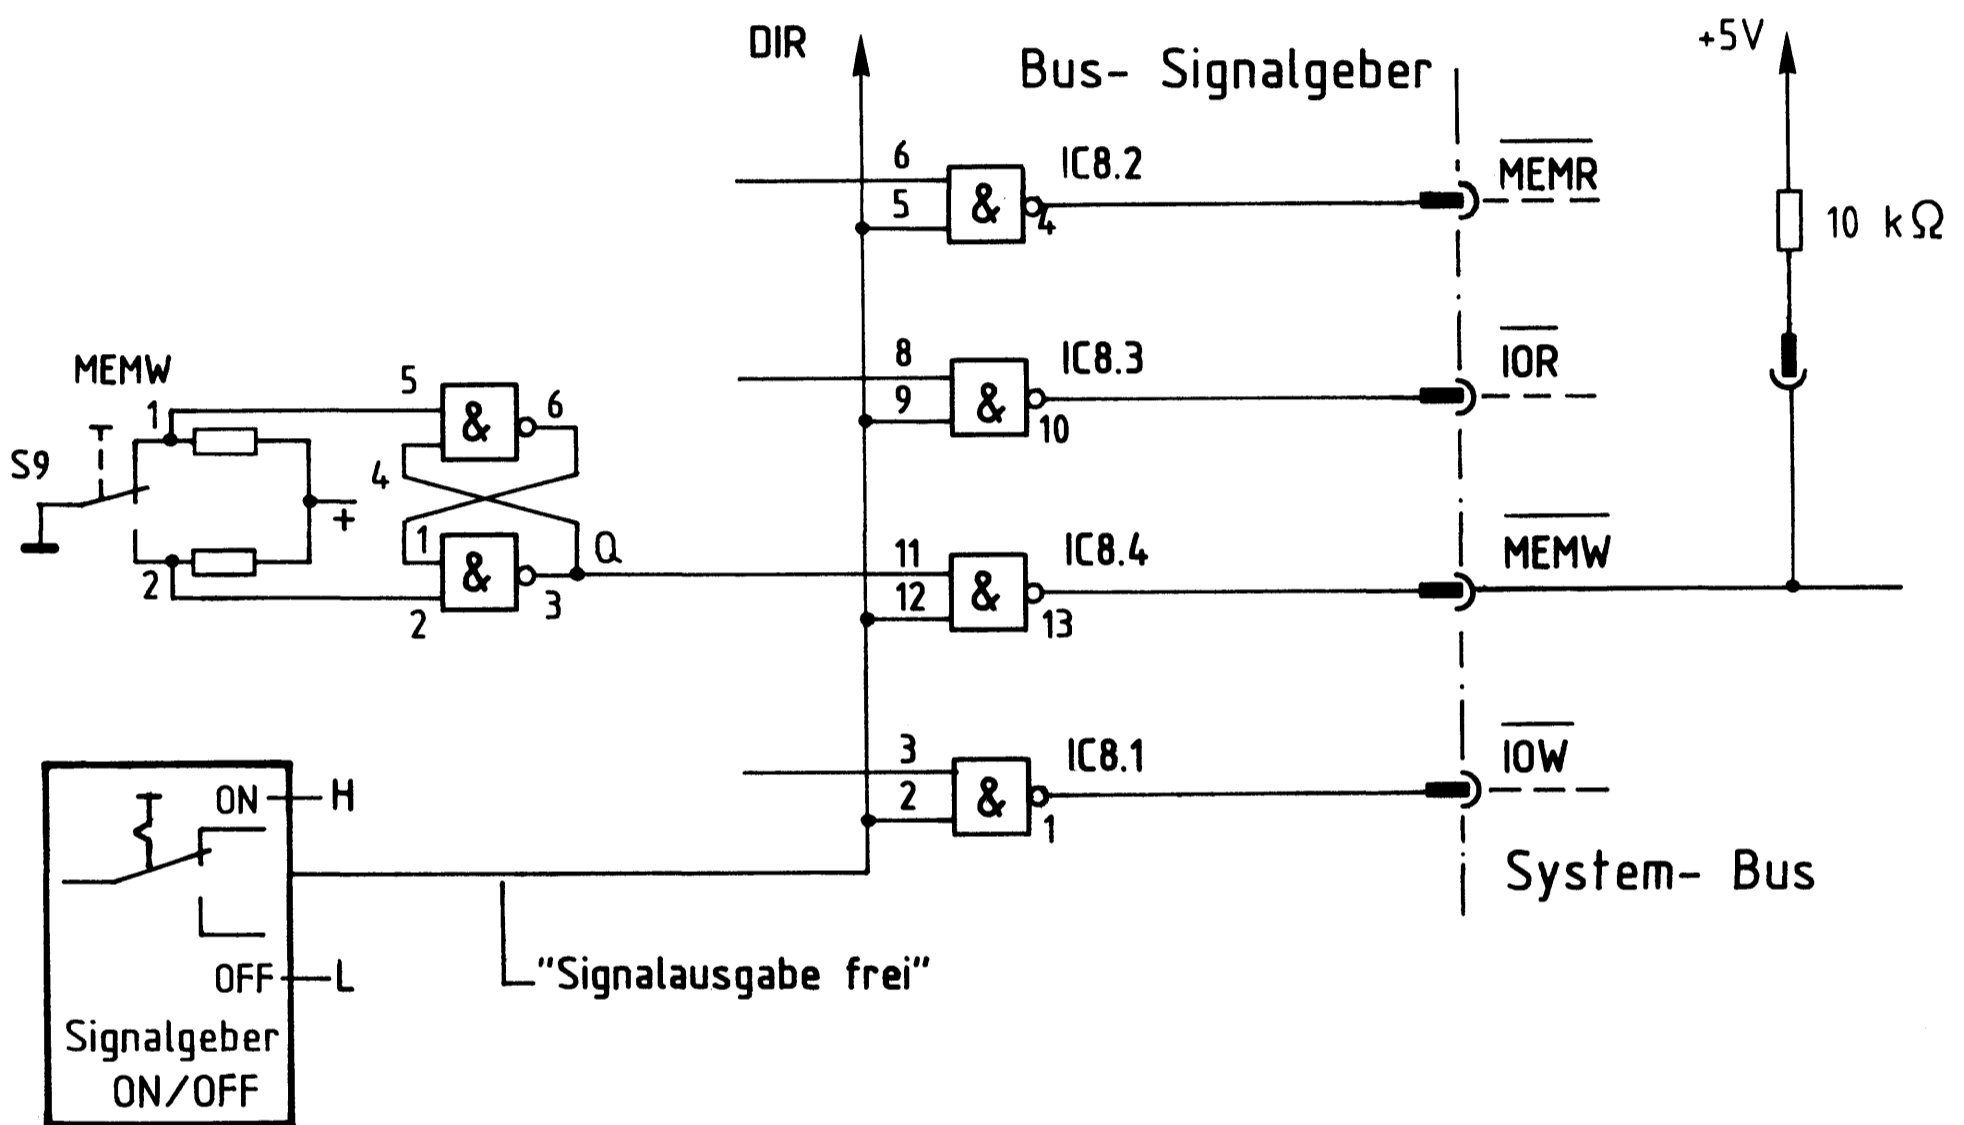 DIR
Bus- Signalgeber
+5V
6
IC8.2
MEMR
5
&
4
10 kΩ
8
IC8.3
IOR
9
&
10
MEMW
1
5
&
6
S9
4
+
1
Q
2
&
3
2
11
IC8.4
MEMW
12
&
13
3
IC8.1
IOW
2
&
1
ON H
OFF L
Signalgeber
ON/OFF
"Signalausgabe frei"
System- Bus